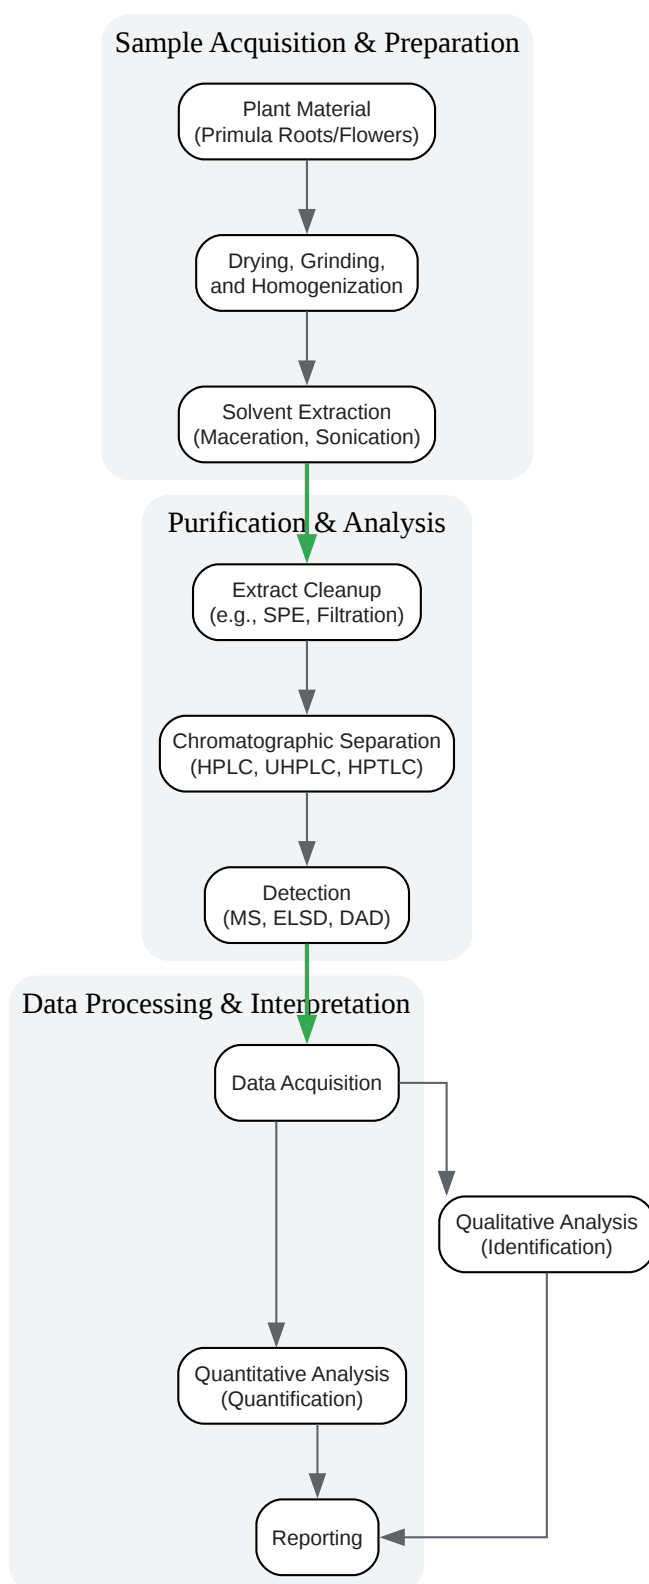 Sample Acquisition & Preparation
Plant Material
(Primula Roots/Flowers)
Drying, Grinding,
and Homogenization
Solvent Extraction
(Maceration, Sonication)
Purification & Analysis
Extract Cleanup
(e.g., SPE, Filtration)
Chromatographic Separation
(HPLC, UHPLC, HPTLC)
Detection
(MS, ELSD, DAD)
Data Processing & Interpretation
Data Acquisition
Qualitative Analysis
(Identification)
Quantitative Analysis
(Quantification)
Reporting